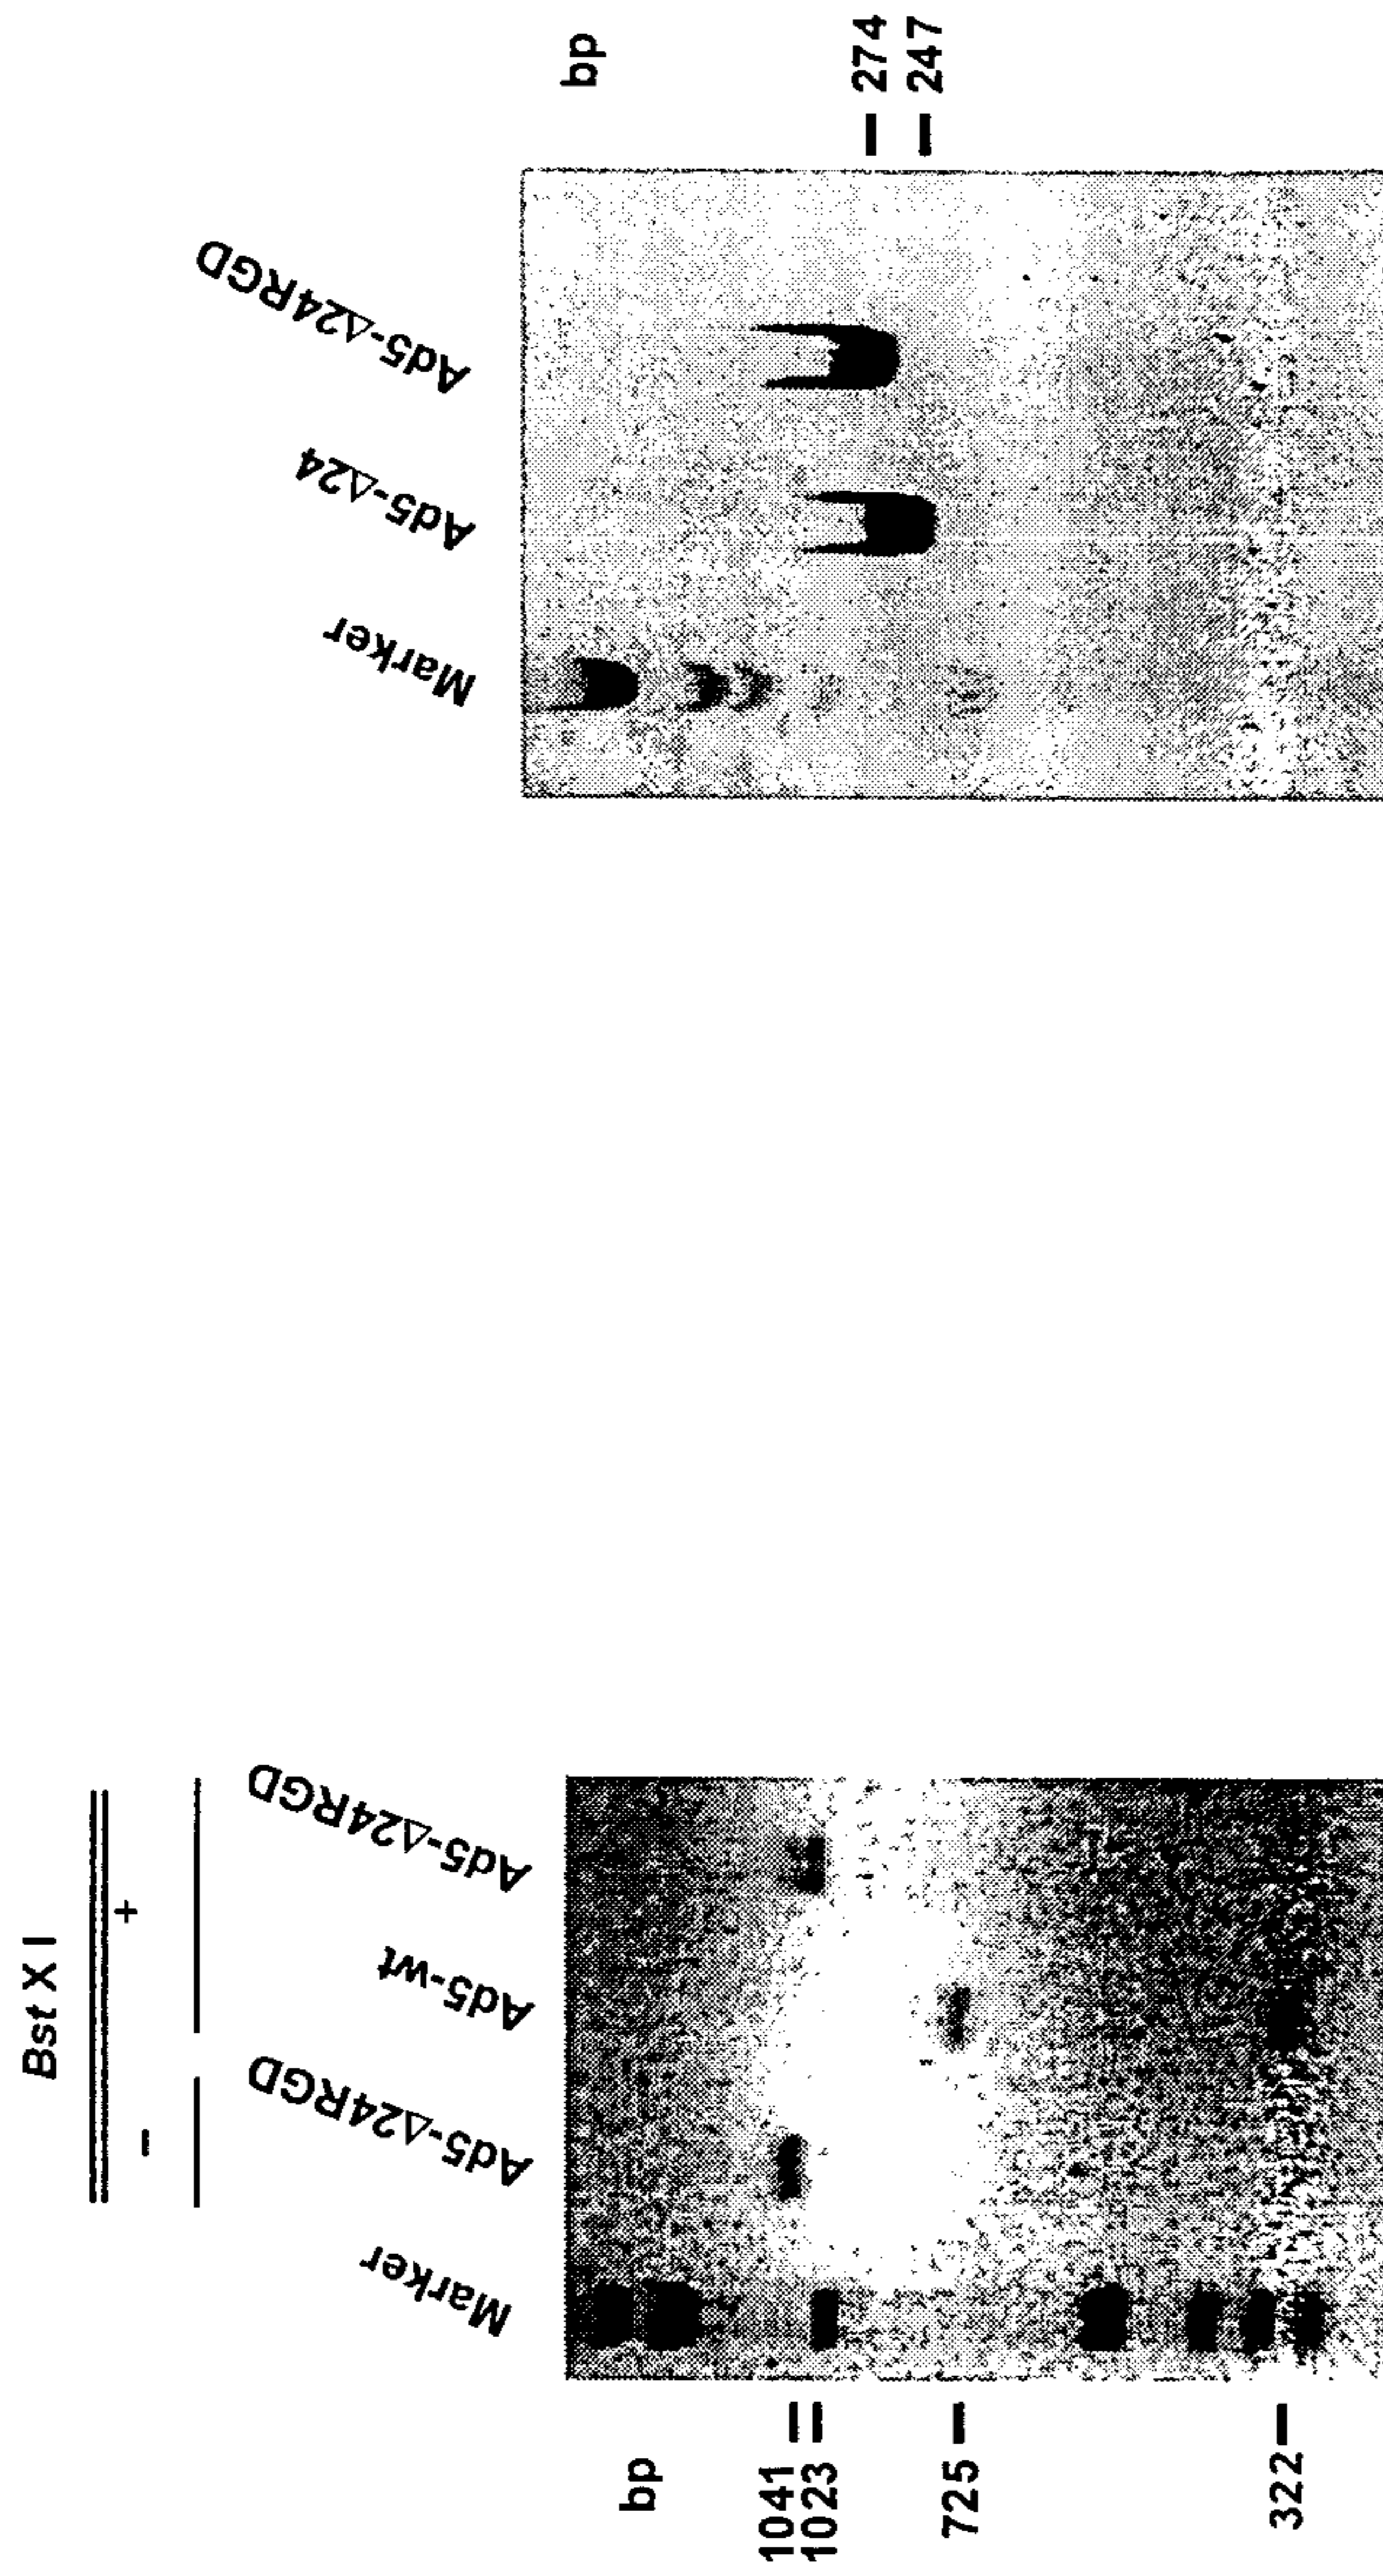 Bst X I
- +
Marker
Ad5-Δ24RGD
Ad5-wt
Ad5-Δ24RGD
bp
1041
1023
725
322
Marker
Ad5-Δ24
Ad5-Δ24RGD
bp
274
247